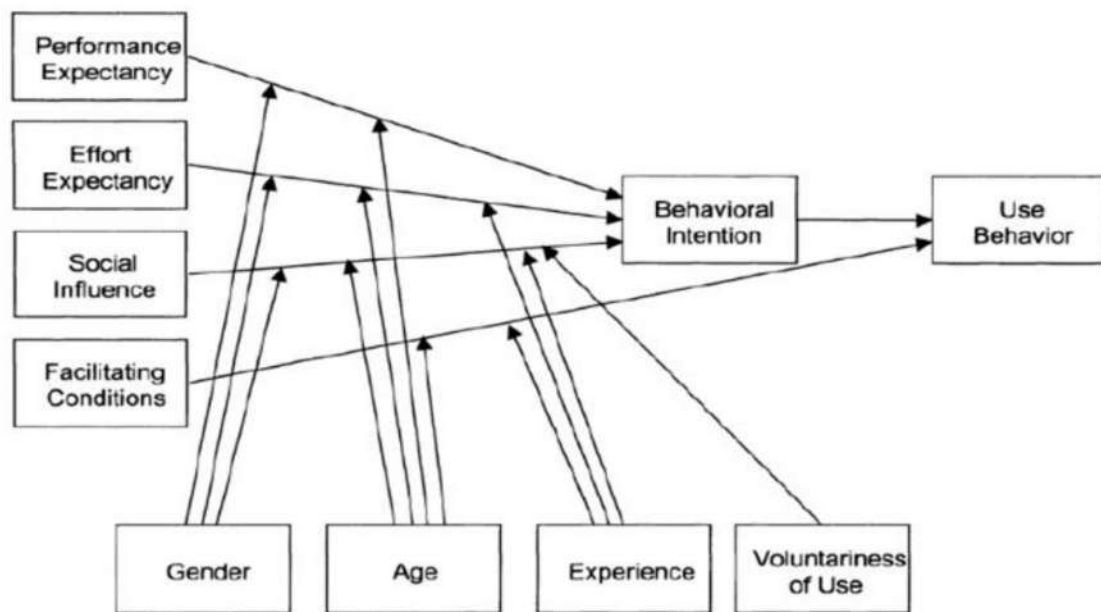 Performance
Expectancy
Effort
Expectancy
Social
Influence
Facilitating
Conditions
Behavioral
Intention
Use
Behavior
Gender
Age
Experience
Voluntariness
of Use